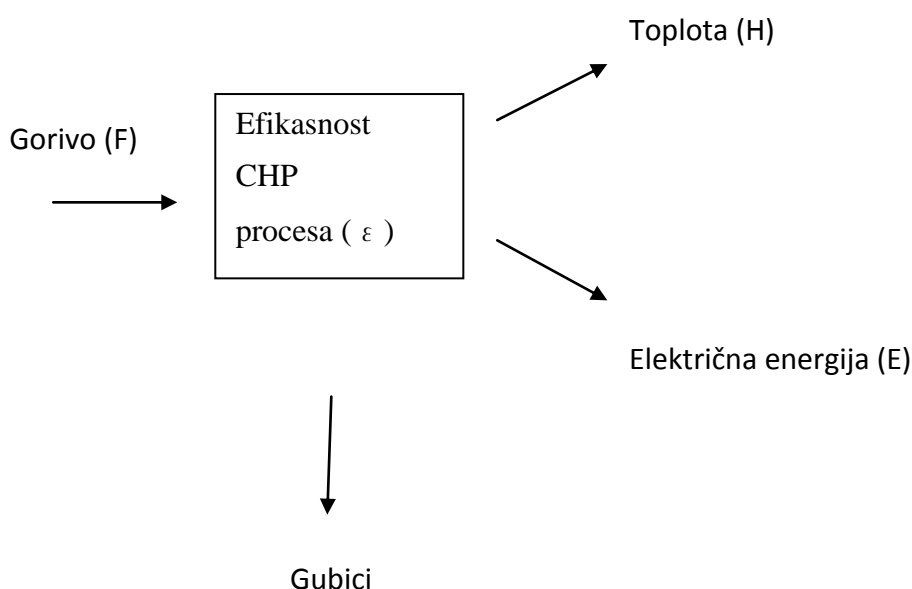 Toplota (H)
Gorivo (F)
Efikasnost
CHP
procesa ( ε )
Električna energija (E)
Gubici